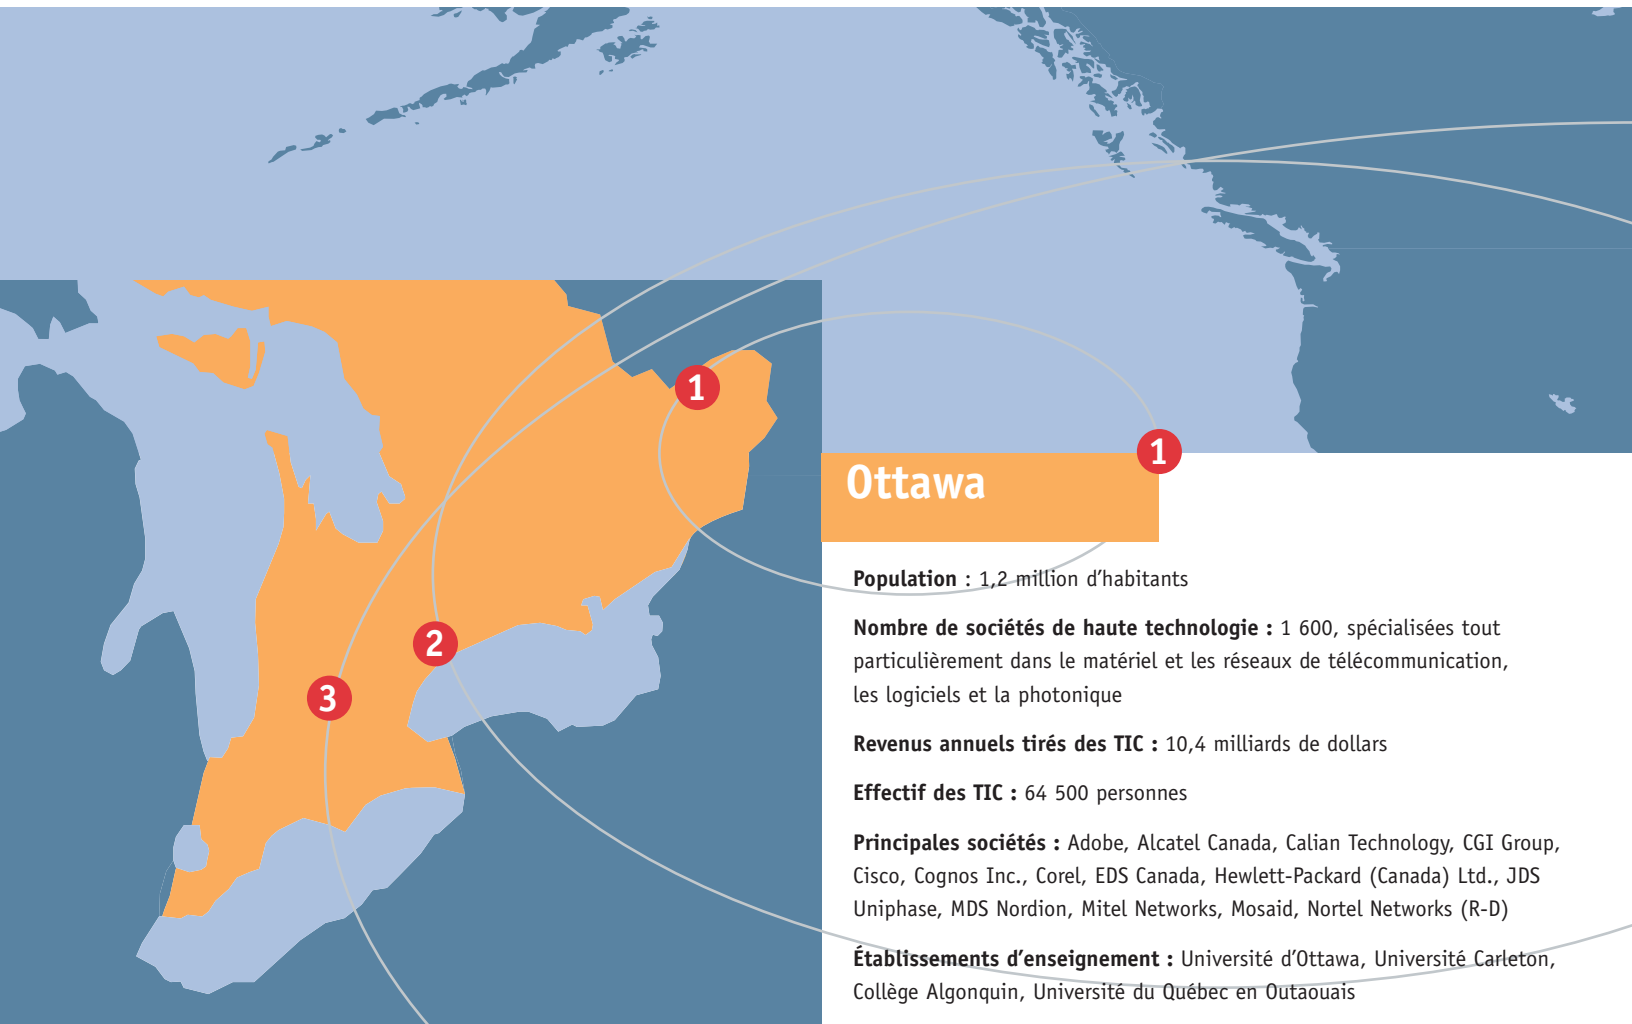 1
1
Ottawa
2
3
Population : 1,2 million d’habitants
Nombre de sociétés de haute technologie : 1 600, spécialisées tout
particulièrement dans le matériel et les réseaux de télécommunication,
les logiciels et la photonique
Revenus annuels tirés des TIC : 10,4 milliards de dollars
Effectif des TIC : 64 500 personnes
Principales sociétés : Adobe, Alcatel Canada, Calian Technology, CGI Group,
Cisco, Cognos Inc., Corel, EDS Canada, Hewlett-Packard (Canada) Ltd., JDS
Uniphase, MDS Nordion, Mitel Networks, Mosaid, Nortel Networks (R-D)
Établissements d’enseignement : Université d’Ottawa, Université Carleton,
Collège Algonquin, Université du Québec en Outaouais